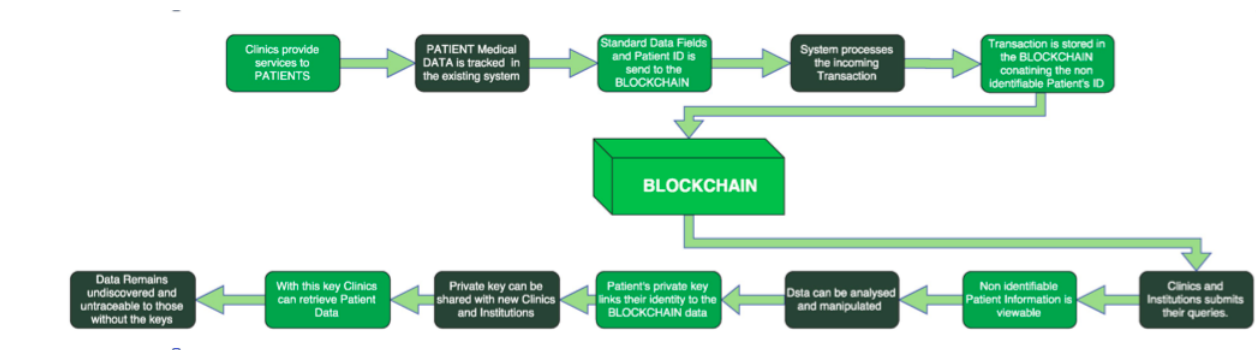 Clinics provide
services to
PATIENTS
PATIENT Medical
DATA is tracked in
the existing system
Standard Data Fields
and Patient ID is
send to the
BLOCKCHAIN
System processes
the incoming
Transaction
Transaction is stored in
the BLOCKCHAIN
conatining the non
identifiable Patient's ID
BLOCKCHAIN
Clinics and
Institutions submits
their queries.
Non identifiable
Patient Information is
viewable
Dsta can be analysed
and manipulated
Patient's private key
links their identity to the
BLOCKCHAIN data
Private key can be
shared with new Clinics
and Institutions
With this key Clinics
can retrieve Patient
Data
Data Remains
undiscovered and
untraceable to those
without the keys